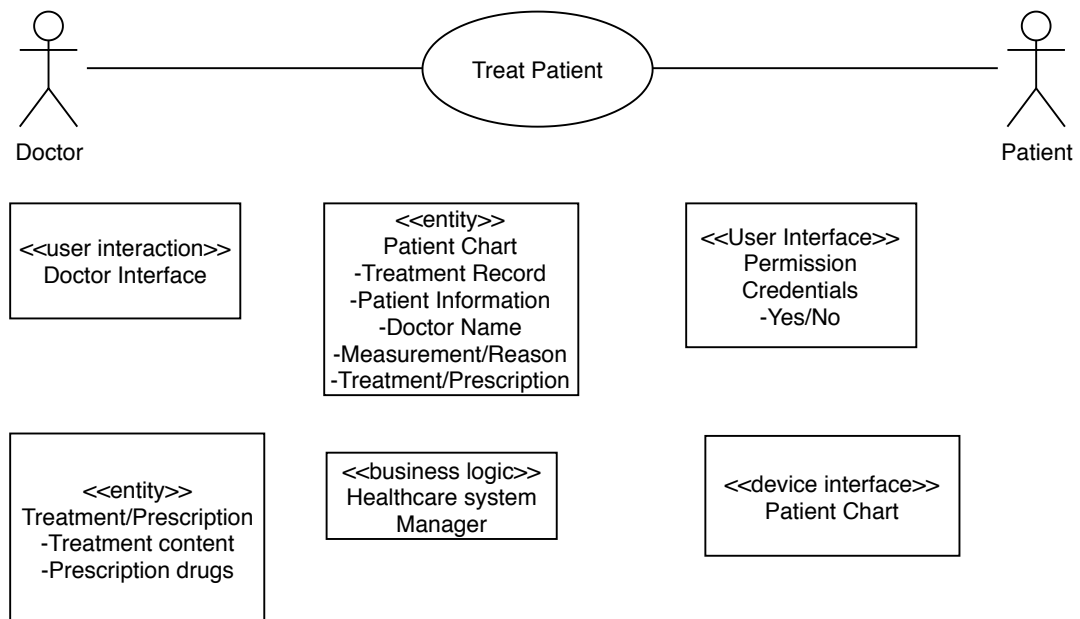 Treat Patient
Doctor
Patient
<<user interaction>>
Doctor Interface
<<entity>>
Patient Chart
-Treatment Record
-Patient Information
-Doctor Name
-Measurement/Reason
-Treatment/Prescription
<<User Interface>>
Permission
Credentials
-Yes/No
<<entity>>
Treatment/Prescription
-Treatment content
-Prescription drugs
<<business logic>>
Healthcare system
Manager
<<device interface>>
Patient Chart